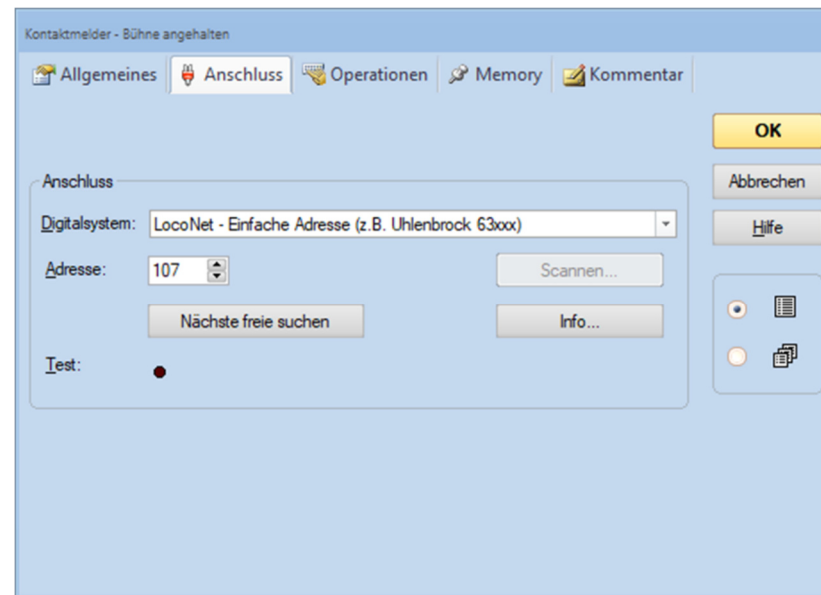 Kontaktmelder - Bühne angehalten
Allgemeines Anschluss Operationen Memory Kommentar
OK
Anschluss
Abbrechen
Digitalsystem: LocoNet - Einfache Adresse (z.B. Uhlenbrock 63xxx)
Hilfe
Adresse: 107 Scannen...
Nächste freie suchen Info...
Test: